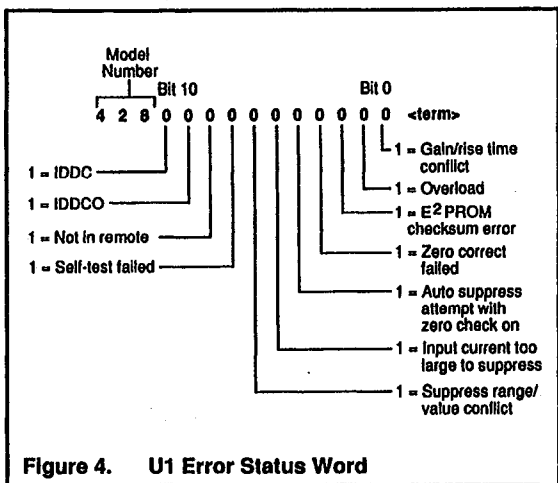 Model
Number
Bit 10
Bit 0
4 2 8 0 0 0 0 0 0 0 0 0 0 0 <term>
1 = Gain/rise time
conflict
1 = Overload
1 = E2 PROM
checksum error
1 = Zero correct
failed
1 = Auto suppress
attempt with
zero check on
1 = Input current too
large to suppress
1 = Suppress range/
value conflict
1 = IDDC
1 = IDDCO
1 = Not in remote
1 = Self-test failed
Figure 4. U1 Error Status Word